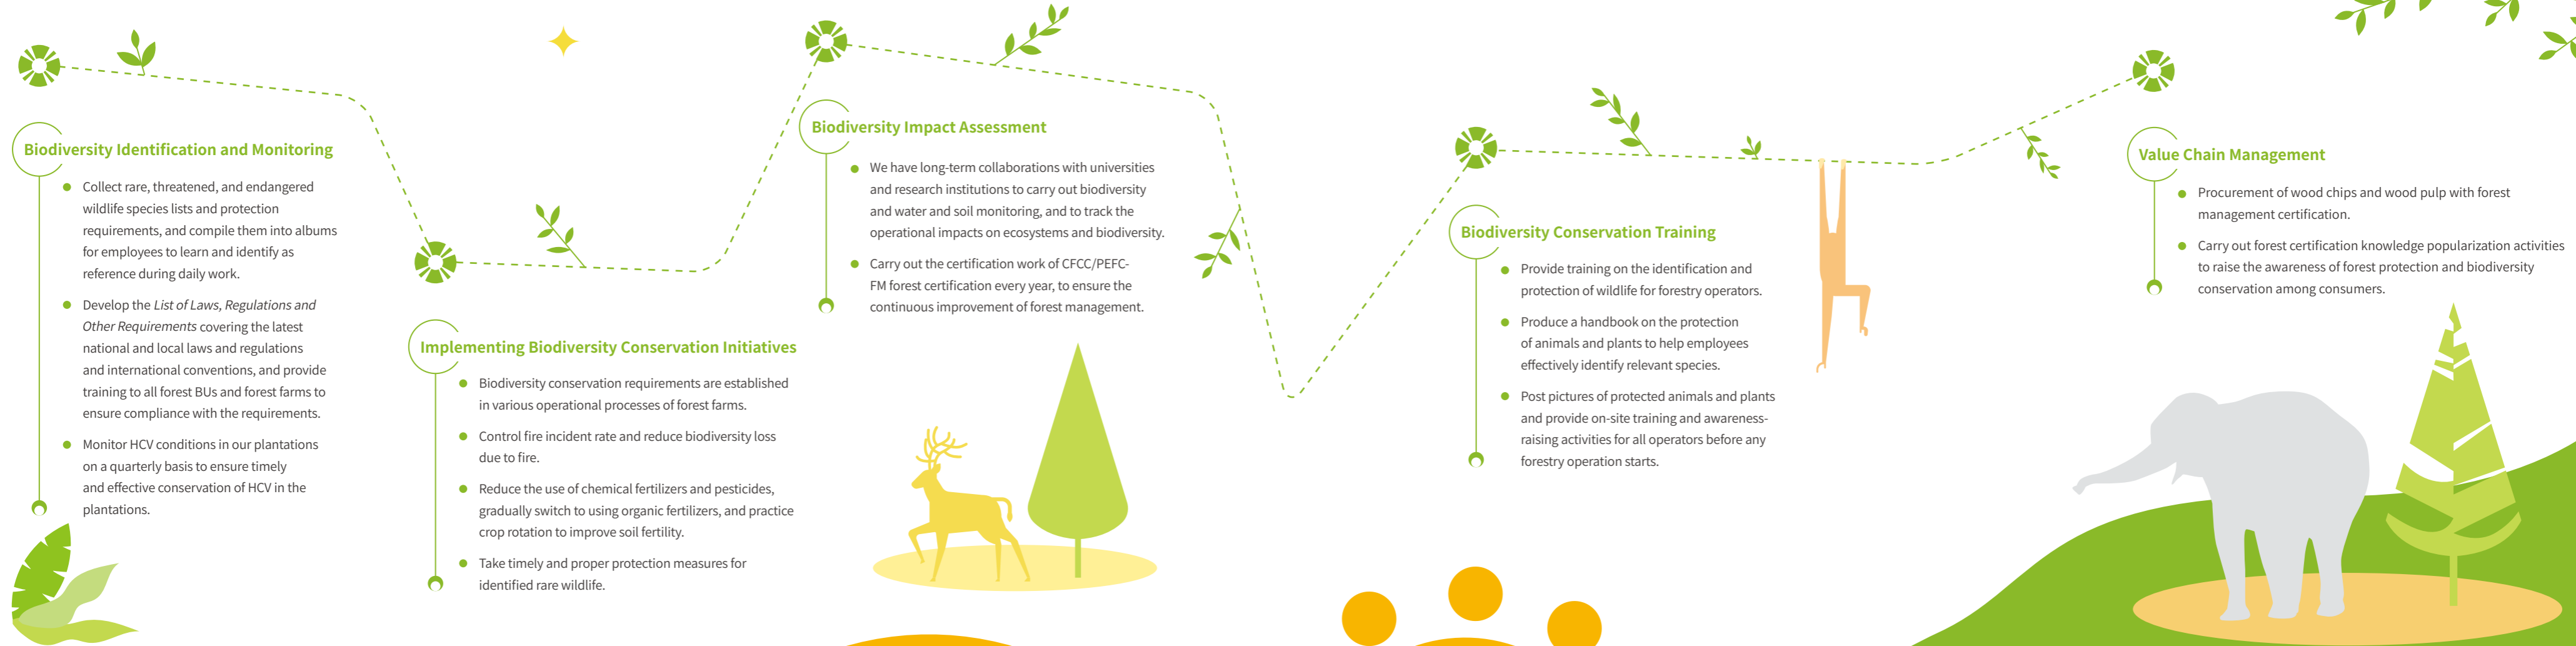 Biodiversity Identification and Monitoring
Collect rare, threatened, and endangered
wildlife species lists and protection
requirements, and compile them into albums
for employees to learn and identify as
reference during daily work.
Develop the List of Laws, Regulations and
Other Requirements covering the latest
national and local laws and regulations
and international conventions, and provide
training to all forest BUs and forest farms to
ensure compliance with the requirements.
Monitor HCV conditions in our plantations
on a quarterly basis to ensure timely
and effective conservation of HCV in the
plantations.
Implementing Biodiversity Conservation Initiatives
Biodiversity conservation requirements are established
in various operational processes of forest farms.
Control fire incident rate and reduce biodiversity loss
due to fire.
Reduce the use of chemical fertilizers and pesticides,
gradually switch to using organic fertilizers, and practice
crop rotation to improve soil fertility.
Take timely and proper protection measures for
identified rare wildlife.
Biodiversity Impact Assessment
We have long-term collaborations with universities
and research institutions to carry out biodiversity
and water and soil monitoring, and to track the
operational impacts on ecosystems and biodiversity.
Carry out the certification work of CFCC/PEFC-
FM forest certification every year, to ensure the
continuous improvement of forest management.
Biodiversity Conservation Training
Provide training on the identification and
protection of wildlife for forestry operators.
Produce a handbook on the protection
of animals and plants to help employees
effectively identify relevant species.
Post pictures of protected animals and plants
and provide on-site training and awareness-
raising activities for all operators before any
forestry operation starts.
Value Chain Management
Procurement of wood chips and wood pulp with forest
management certification.
Carry out forest certification knowledge popularization activities
to raise the awareness of forest protection and biodiversity
conservation among consumers.